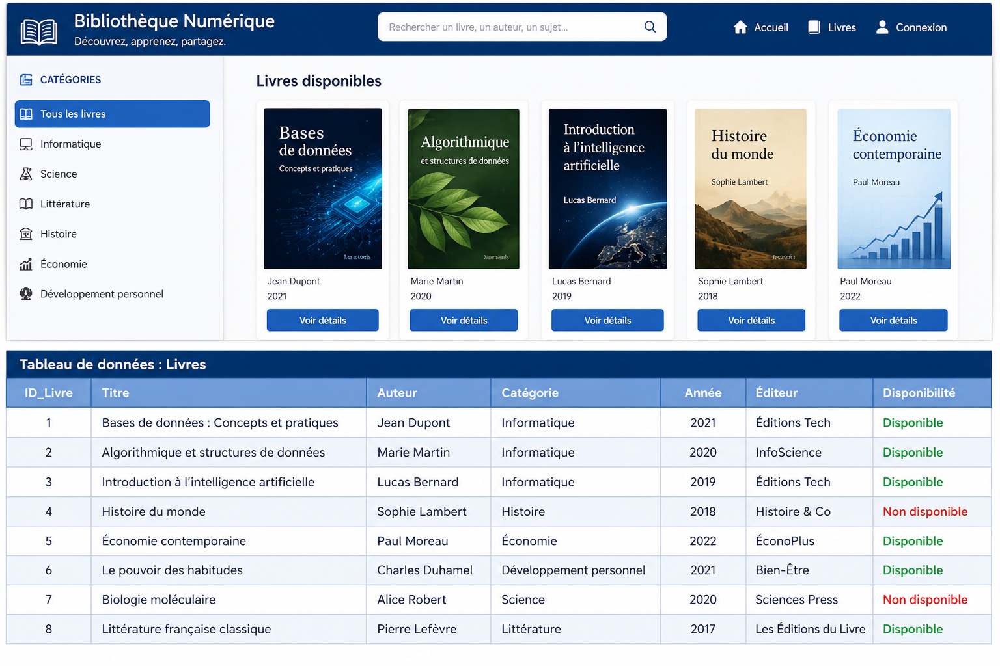 Bibliothèque Numérique
Découvrez, apprenez, partagez.
Rechercher un livre, un auteur, un sujet...
Accueil
Livres
Connexion
CATÉGORIES
Tous les livres
Informatique
Science
Littérature
Histoire
Économie
Développement personnel
Livres disponibles
Bases
de données
Concepts et pratiques
Jean Dupont
2021
Voir détails
Algorithmique
et structures de données
Marie Martin
2020
Voir détails
Introduction
à l'intelligence
artificielle
Lucas Bernard
Lucas Bernard
2019
Voir détails
Histoire
du monde
Sophie Lambert
Sophie Lambert
2018
Voir détails
Économie
contemporaine
Paul Moreau
Paul Moreau
2022
Voir détails
Tableau de données : Livres
ID_Livre Titre Auteur Catégorie Année Éditeur Disponibilité
1 Bases de données : Concepts et pratiques Jean Dupont Informatique 2021 Éditions Tech Disponible
2 Algorithmique et structures de données Marie Martin Informatique 2020 InfoScience Disponible
3 Introduction à l'intelligence artificielle Lucas Bernard Informatique 2019 Éditions Tech Disponible
4 Histoire du monde Sophie Lambert Histoire 2018 Histoire & Co Non disponible
5 Économie contemporaine Paul Moreau Économie 2022 ÉconoPlus Disponible
6 Le pouvoir des habitudes Charles Duhamel Développement personnel 2021 Bien-Être Disponible
7 Biologie moléculaire Alice Robert Science 2020 Sciences Press Non disponible
8 Littérature française classique Pierre Lefèvre Littérature 2017 Les Éditions du Livre Disponible